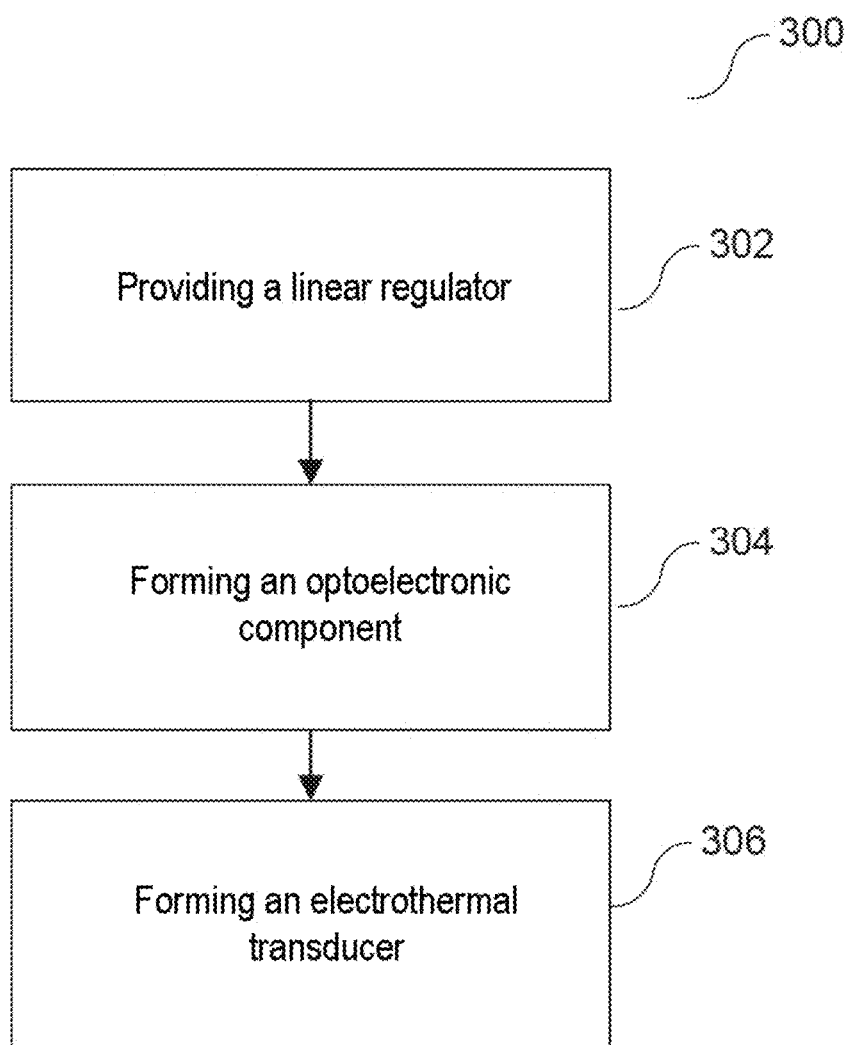 300
Providing a linear regulator
302
Forming an optoelectronic
component
304
Forming an electrothermal
transducer
306